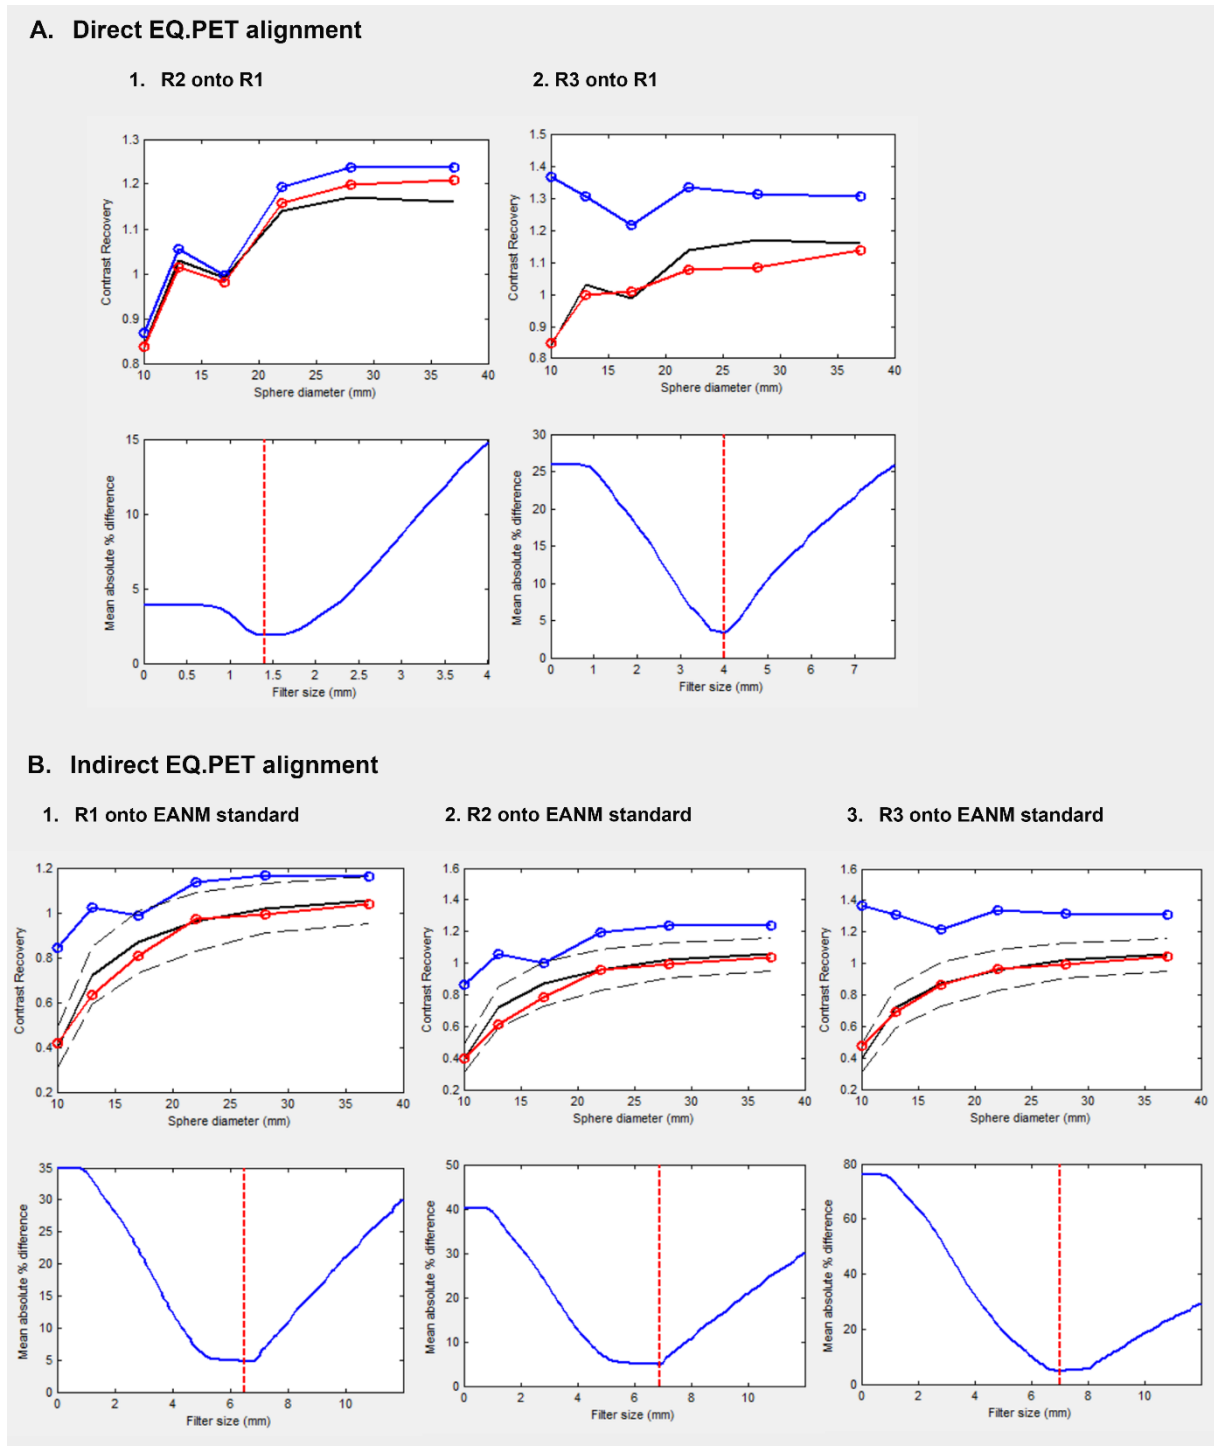 A. Direct EQ.PET alignment
1. R2 onto R1
2. R3 onto R1
1.3
1.2
1.1
1
0.9
0.8
Contrast Recovery
10 15 20 25 30 35 40
Sphere diameter (mm)
1.5
1.4
1.3
1.2
1.1
1
0.9
0.8
Contrast Recovery
10 15 20 25 30 35 40
Sphere diameter (mm)
15
10
5
0
Mean absolute % difference
0 0.5 1 1.5 2 2.5 3 3.5 4
Filter size (mm)
30
25
20
15
10
5
0
Mean absolute % difference
0 1 2 3 4 5 6 7
Filter size (mm)
B. Indirect EQ.PET alignment
1. R1 onto EANM standard
2. R2 onto EANM standard
3. R3 onto EANM standard
1.2
1
0.8
0.6
0.4
0.2
Contrast Recovery
10 15 20 25 30 35 40
Sphere diameter (mm)
1.6
1.4
1.2
1
0.8
0.6
0.4
0.2
Contrast Recovery
10 15 20 25 30 35 40
Sphere diameter (mm)
1.6
1.4
1.2
1
0.8
0.6
0.4
0.2
Contrast Recovery
10 15 20 25 30 35 40
Sphere diameter (mm)
35
30
25
20
15
10
5
0
Mean absolute % difference
0 2 4 6 8 10
Filter size (mm)
50
40
30
20
10
0
Mean absolute % difference
0 2 4 6 8 10
Filter size (mm)
80
60
40
20
0
Mean absolute % difference
0 2 4 6 8 10
Filter size (mm)